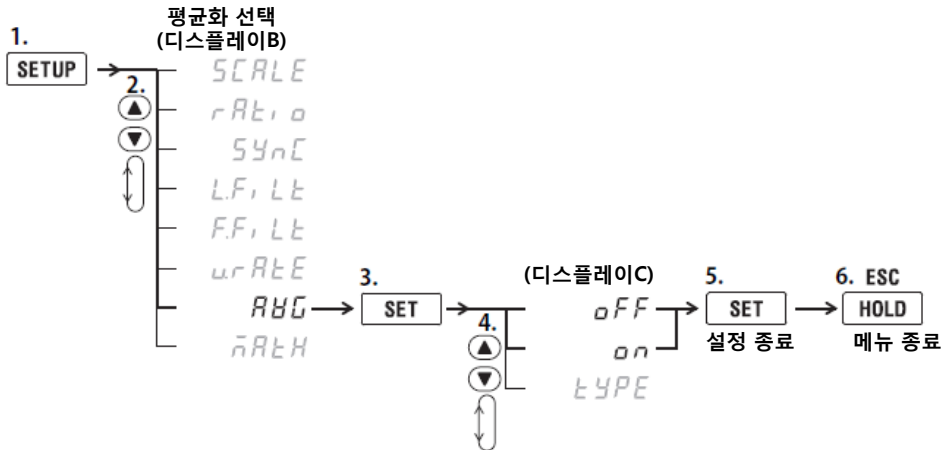 평균화 선택
(디스플레이B)
1.
SETUP
2.
SCALE
rAtio
SYnC
L.FiLt
F.FiLt
u.rAtE
AVG
mAtH
3.
SET
(디스플레이C)
4.
oFF
on
tYPE
5.
SET
설정 종료
6. ESC
HOLD
메뉴 종료